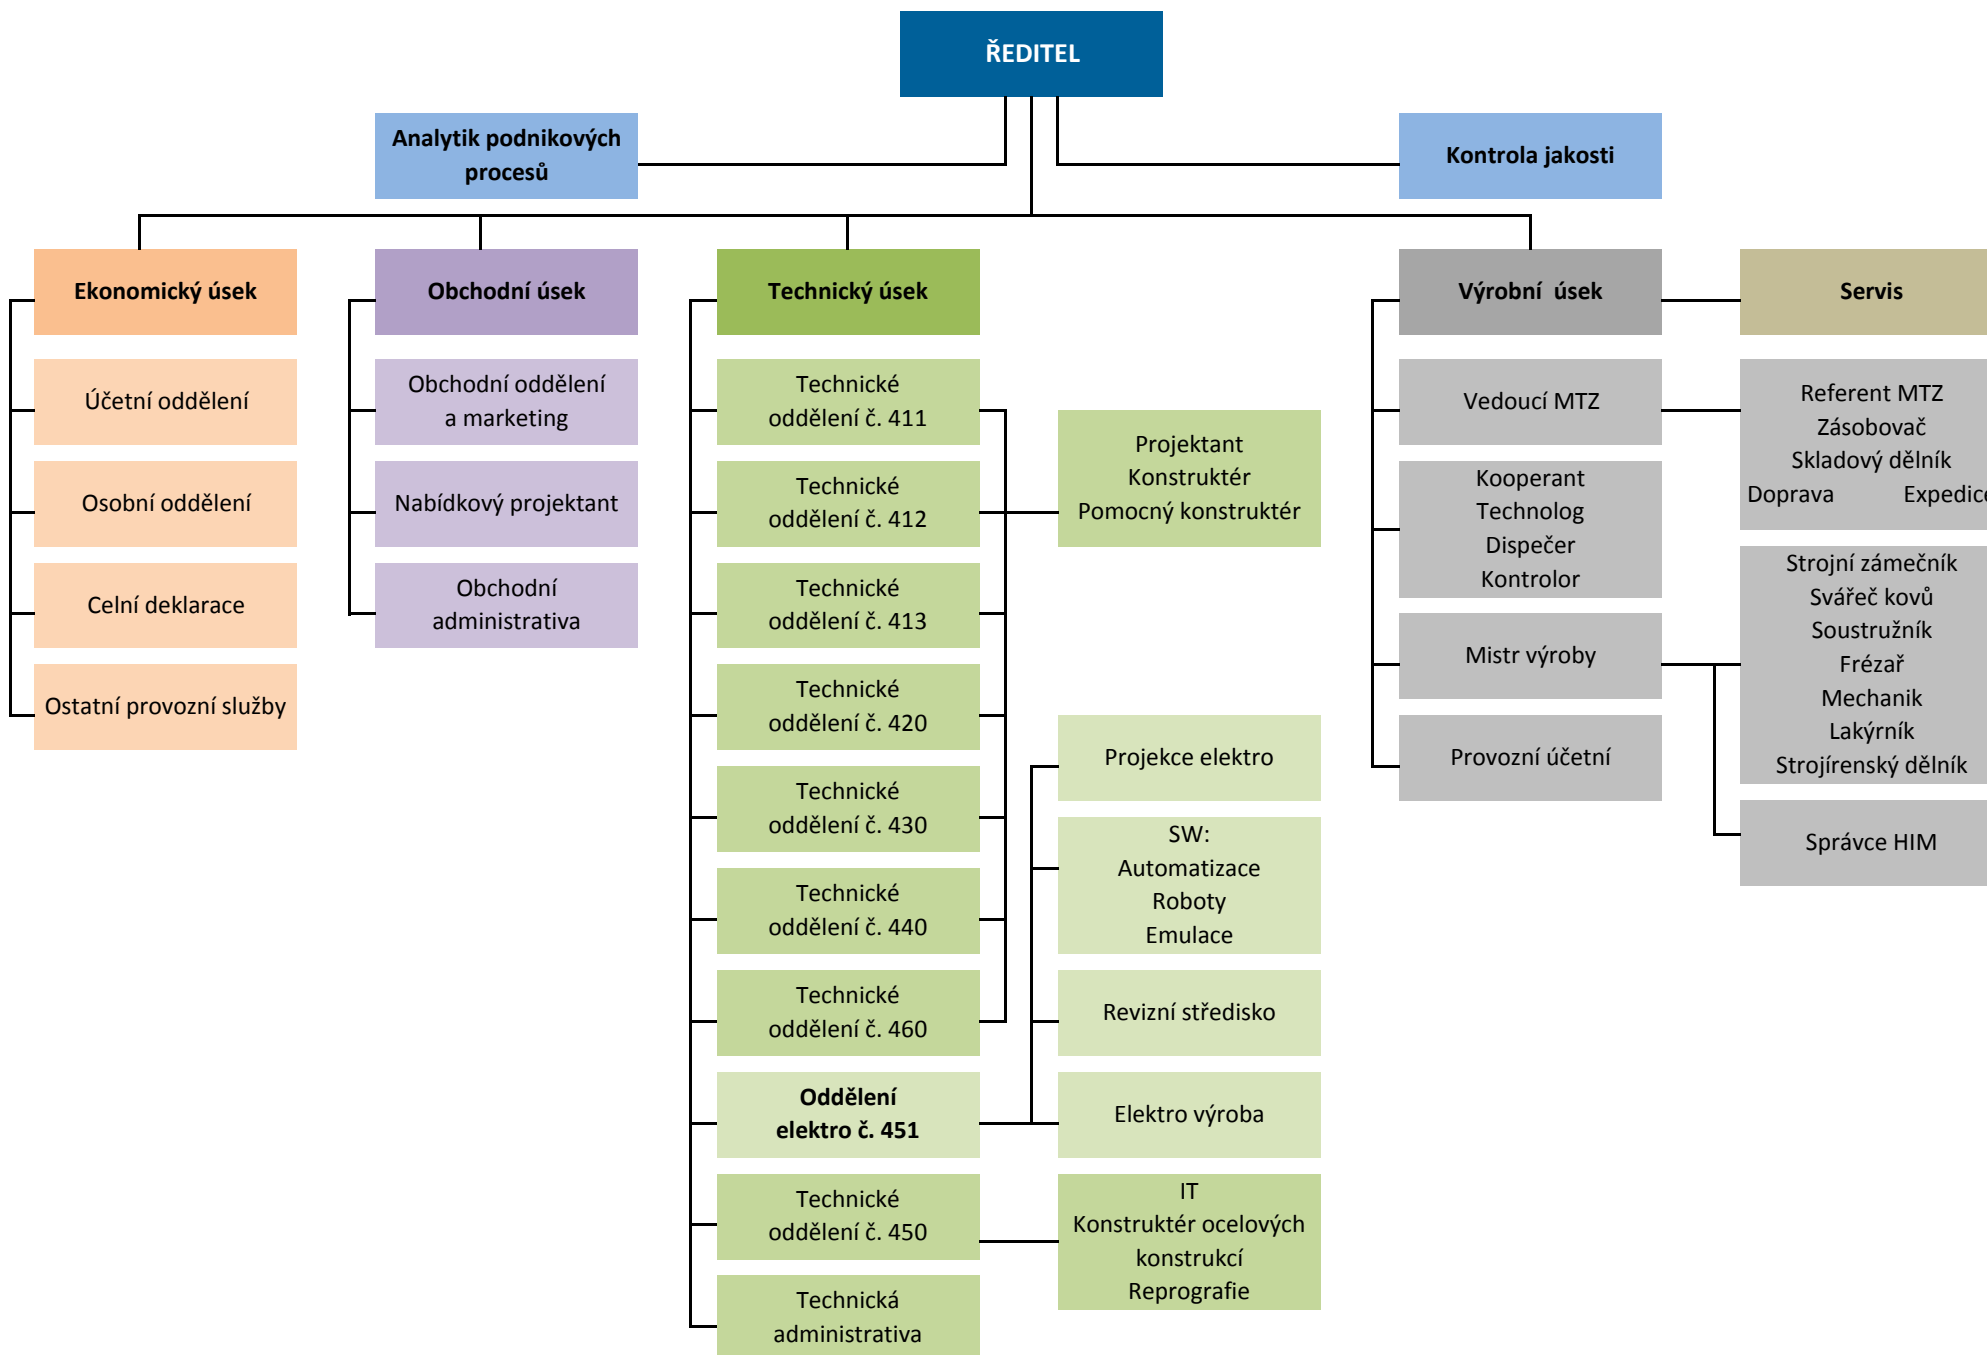 ŘEDITEL
Analytik podnikových
procesů
Kontrola jakosti
Ekonomický úsek
Účetní oddělení
Osobní oddělení
Celní deklarace
Ostatní provozní služby
Obchodní úsek
Obchodní oddělení
a marketing
Nabídkový projektant
Obchodní
administrativa
Technický úsek
Technické
oddělení č. 411
Technické
oddělení č. 412
Technické
oddělení č. 413
Technické
oddělení č. 420
Technické
oddělení č. 430
Technické
oddělení č. 440
Technické
oddělení č. 460
Oddělení
elektro č. 451
Technické
oddělení č. 450
Technická
administrativa
Projektant
Konstruktér
Pomocný konstruktér
Projekce elektro
SW:
Automatizace
Roboty
Emulace
Revizní středisko
Elektro výroba
IT
Konstruktér ocelových
konstrukcí
Reprografie
Výrobní  úsek
Vedoucí MTZ
Kooperant
Technolog
Dispečer
Kontrolor
Mistr výroby
Provozní účetní
Servis
Referent MTZ
Zásobovač
Skladový dělník
Doprava Expedice
Strojní zámečník
Svářeč kovů
Soustružník
Frézař
Mechanik
Lakýrník
Strojírenský dělník
Správce HIM